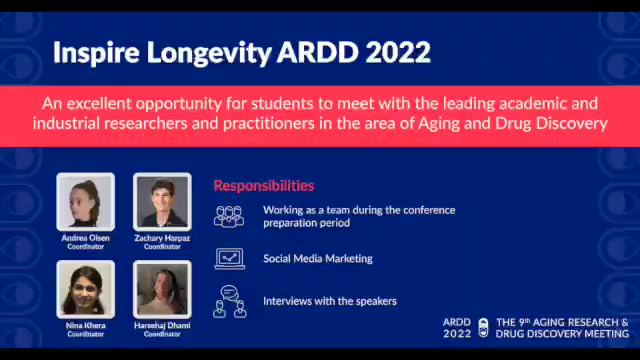 Inspire Longevity ARDD 2022
An excellent opportunity for students to meet with the leading academic and
industrial researchers and practitioners in the area of Aging and Drug Discovery
Responsibilities
Andrea Olsen
Coordinator
Zachary Harpaz
Coordinator
Nina Khera
Coordinator
Harsehaj Dhami
Coordinator
Working as a team during the conference
preparation period
Social Media Marketing
Interviews with the speakers
ARDD
2022
THE 9th AGING RESEARCH &
DRUG DISCOVERY MEETING